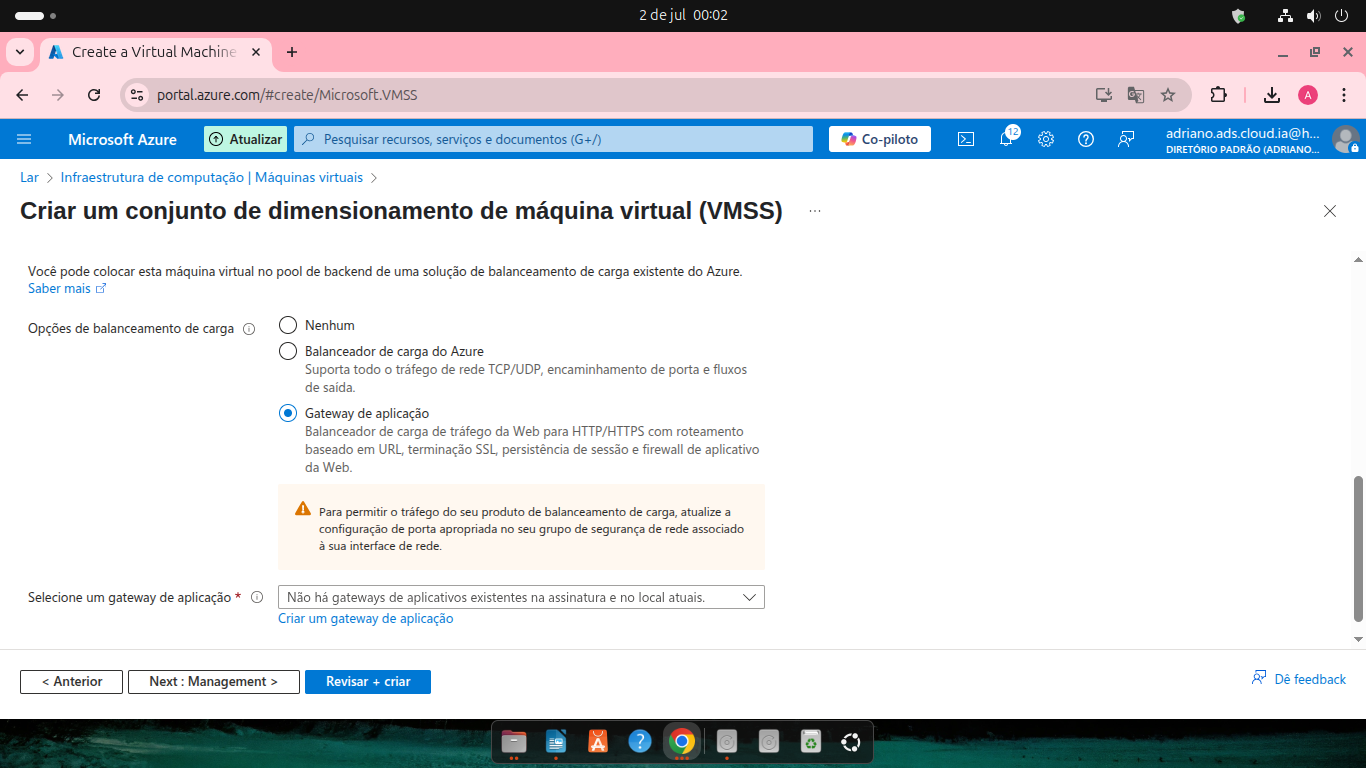 2 de jul 00:02
Create a Virtual Machine
portal.azure.com/#create/Microsoft.VMSS
A
Microsoft Azure
Atualizar
Pesquisar recursos, serviços e documentos (G+/)
Co-piloto
12
adriano.ads.cloud.ia@h...
DIRETÓRIO PADRÃO (ADRIANO...
Lar > Infraestrutura de computação | Máquinas virtuais >
Criar um conjunto de dimensionamento de máquina virtual (VMSS) ...
Você pode colocar esta máquina virtual no pool de backend de uma solução de balanceamento de carga existente do Azure.
Saber mais
Opções de balanceamento de carga
Nenhum
Balanceador de carga do Azure
Suporta todo o tráfego de rede TCP/UDP, encaminhamento de porta e fluxos
de saída.
Gateway de aplicação
Balanceador de carga de tráfego da Web para HTTP/HTTPS com roteamento
baseado em URL, terminação SSL, persistência de sessão e firewall de aplicativo
da Web.
Para permitir o tráfego do seu produto de balanceamento de carga, atualize a
configuração de porta apropriada no seu grupo de segurança de rede associado
à sua interface de rede.
Selecione um gateway de aplicação *
Não há gateways de aplicativos existentes na assinatura e no local atuais.
Criar um gateway de aplicação
< Anterior
Next : Management >
Revisar + criar
Dê feedback